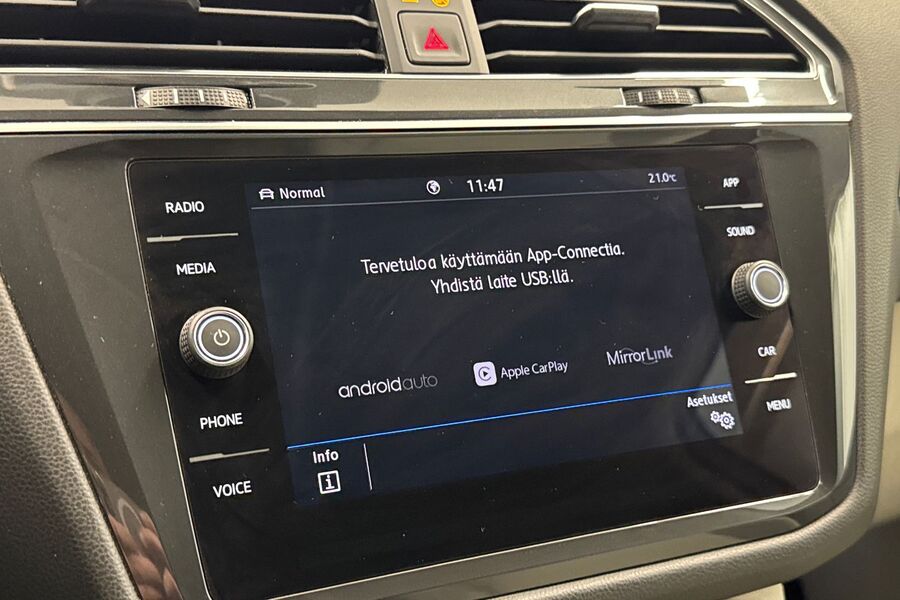 RADIO
MEDIA
PHONE
VOICE
Normal
11:47
21.0°C
Tervetuloa käyttämään App-Connectia.
Yhdistä laite USB:llä.
androidauto
Apple CarPlay
MirrorLink
Asetukset
Info
i
APP
SOUND
CAR
MENU